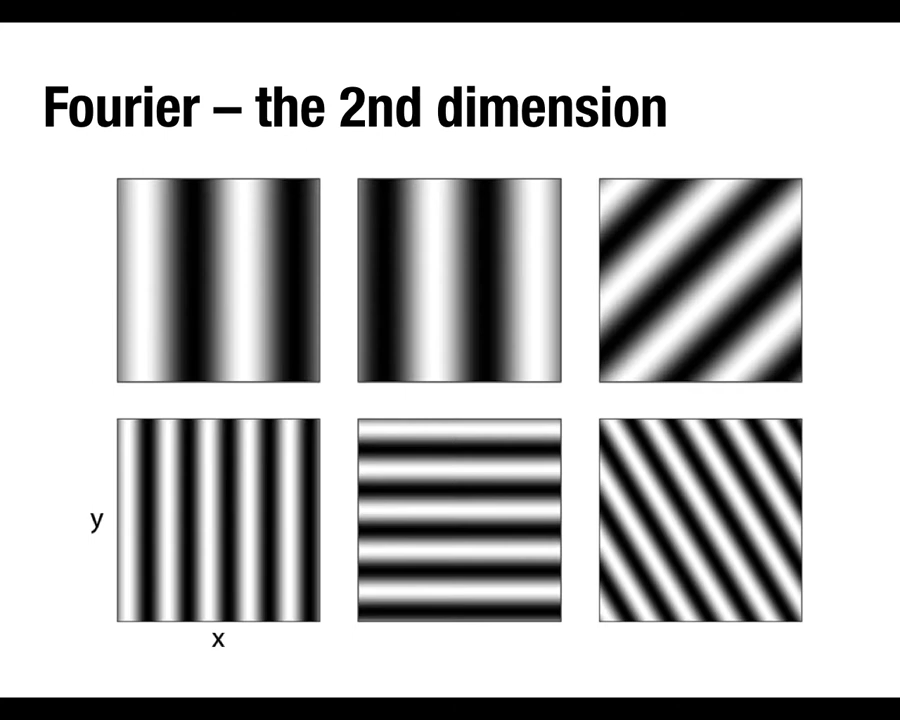 Fourier – the 2nd dimension
y
x